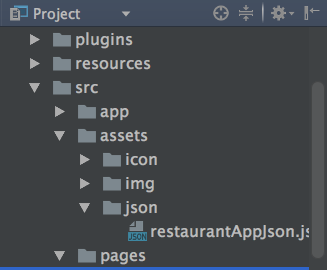 Project
plugins
resources
src
app
assets
icon
img
json
JSON restaurantAppJson.js
pages